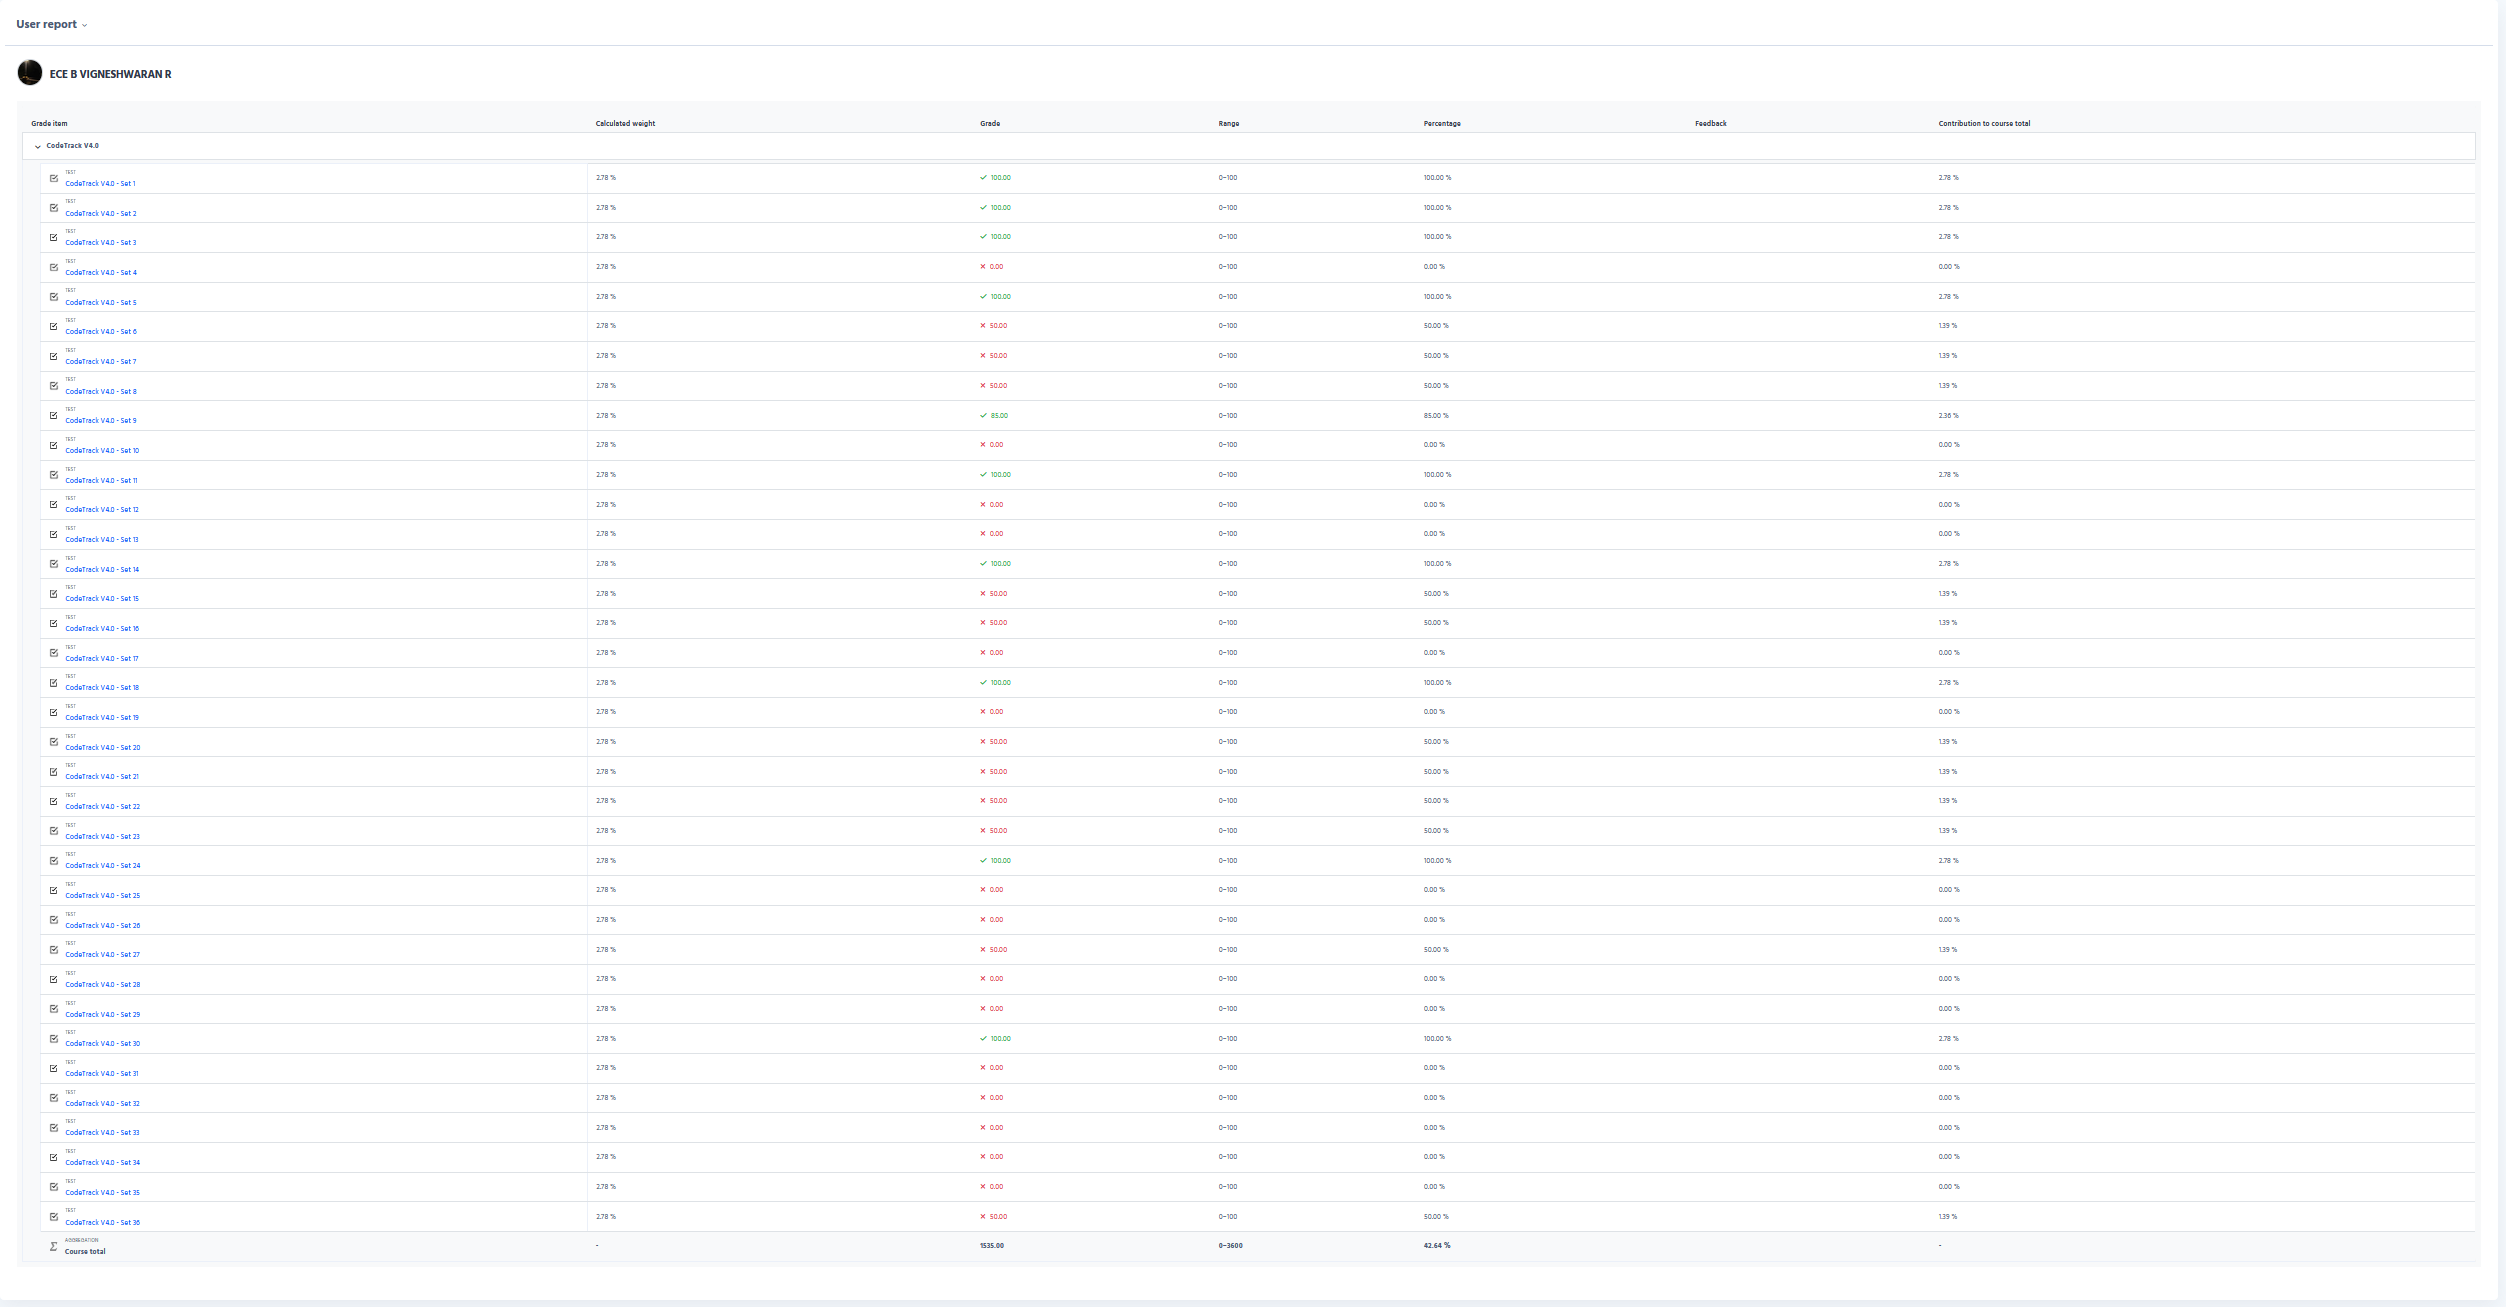 User report
ECE B VIGNESHWARAN R
Grade item Calculated weight Grade Range Percentage Feedback Contribution to course total
CodeTrack V4.0
TEST
CodeTrack V4.0 - Set 1 2.78 % 100.00 0–100 100.00 % 2.78 %
TEST
CodeTrack V4.0 - Set 2 2.78 % 100.00 0–100 100.00 % 2.78 %
TEST
CodeTrack V4.0 - Set 3 2.78 % 100.00 0–100 100.00 % 2.78 %
TEST
CodeTrack V4.0 - Set 4 2.78 % 0.00 0–100 0.00 % 0.00 %
TEST
CodeTrack V4.0 - Set 5 2.78 % 100.00 0–100 100.00 % 2.78 %
TEST
CodeTrack V4.0 - Set 6 2.78 % 50.00 0–100 50.00 % 1.39 %
TEST
CodeTrack V4.0 - Set 7 2.78 % 50.00 0–100 50.00 % 1.39 %
TEST
CodeTrack V4.0 - Set 8 2.78 % 50.00 0–100 50.00 % 1.39 %
TEST
CodeTrack V4.0 - Set 9 2.78 % 85.00 0–100 85.00 % 2.36 %
TEST
CodeTrack V4.0 - Set 10 2.78 % 0.00 0–100 0.00 % 0.00 %
TEST
CodeTrack V4.0 - Set 11 2.78 % 100.00 0–100 100.00 % 2.78 %
TEST
CodeTrack V4.0 - Set 12 2.78 % 0.00 0–100 0.00 % 0.00 %
TEST
CodeTrack V4.0 - Set 13 2.78 % 0.00 0–100 0.00 % 0.00 %
TEST
CodeTrack V4.0 - Set 14 2.78 % 100.00 0–100 100.00 % 2.78 %
TEST
CodeTrack V4.0 - Set 15 2.78 % 50.00 0–100 50.00 % 1.39 %
TEST
CodeTrack V4.0 - Set 16 2.78 % 50.00 0–100 50.00 % 1.39 %
TEST
CodeTrack V4.0 - Set 17 2.78 % 0.00 0–100 0.00 % 0.00 %
TEST
CodeTrack V4.0 - Set 18 2.78 % 100.00 0–100 100.00 % 2.78 %
TEST
CodeTrack V4.0 - Set 19 2.78 % 0.00 0–100 0.00 % 0.00 %
TEST
CodeTrack V4.0 - Set 20 2.78 % 50.00 0–100 50.00 % 1.39 %
TEST
CodeTrack V4.0 - Set 21 2.78 % 50.00 0–100 50.00 % 1.39 %
TEST
CodeTrack V4.0 - Set 22 2.78 % 50.00 0–100 50.00 % 1.39 %
TEST
CodeTrack V4.0 - Set 23 2.78 % 50.00 0–100 50.00 % 1.39 %
TEST
CodeTrack V4.0 - Set 24 2.78 % 100.00 0–100 100.00 % 2.78 %
TEST
CodeTrack V4.0 - Set 25 2.78 % 0.00 0–100 0.00 % 0.00 %
TEST
CodeTrack V4.0 - Set 26 2.78 % 0.00 0–100 0.00 % 0.00 %
TEST
CodeTrack V4.0 - Set 27 2.78 % 50.00 0–100 50.00 % 1.39 %
TEST
CodeTrack V4.0 - Set 28 2.78 % 0.00 0–100 0.00 % 0.00 %
TEST
CodeTrack V4.0 - Set 29 2.78 % 0.00 0–100 0.00 % 0.00 %
TEST
CodeTrack V4.0 - Set 30 2.78 % 100.00 0–100 100.00 % 2.78 %
TEST
CodeTrack V4.0 - Set 31 2.78 % 0.00 0–100 0.00 % 0.00 %
TEST
CodeTrack V4.0 - Set 32 2.78 % 0.00 0–100 0.00 % 0.00 %
TEST
CodeTrack V4.0 - Set 33 2.78 % 0.00 0–100 0.00 % 0.00 %
TEST
CodeTrack V4.0 - Set 34 2.78 % 0.00 0–100 0.00 % 0.00 %
TEST
CodeTrack V4.0 - Set 35 2.78 % 0.00 0–100 0.00 % 0.00 %
TEST
CodeTrack V4.0 - Set 36 2.78 % 50.00 0–100 50.00 % 1.39 %
AGGREGATION
Course total - 1535.00 0–3600 42.64 % -